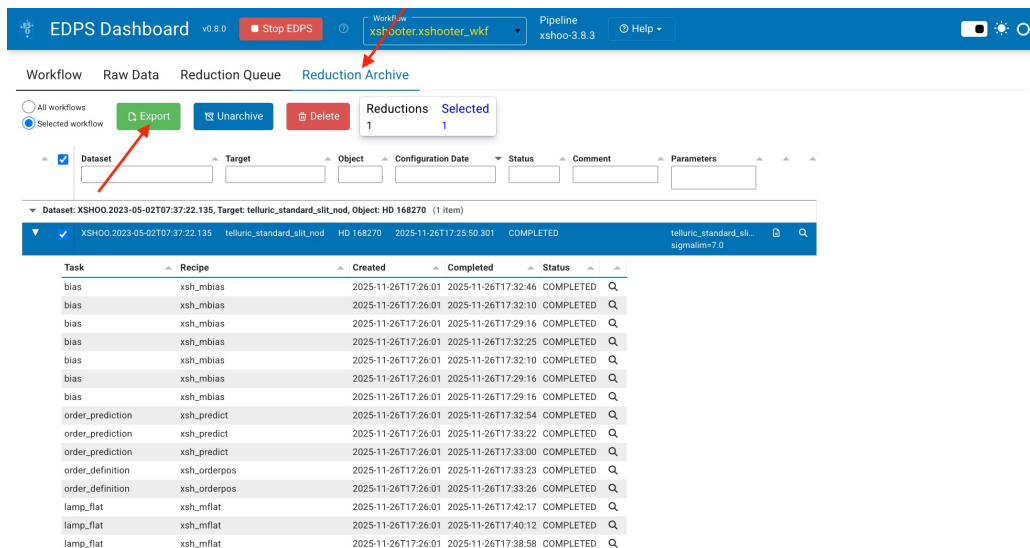 EDPS Dashboard v0.8.0 Stop EDPS Workflow xshooter.xshooter_wkf Pipeline xshoo-3.8.3 Help
Workflow Raw Data Reduction Queue Reduction Archive
All workflows
Selected workflow
Export Unarchive Delete
Reductions Selected
1 1
Dataset Target Object Configuration Date Status Comment Parameters
Dataset: XSHOO.2023-05-02T07:37:22.135, Target: telluric_standard_slit_nod, Object: HD 168270 (1 item)
XSHOO.2023-05-02T07:37:22.135 telluric_standard_slit_nod HD 168270 2025-11-26T17:25:50.301 COMPLETED telluric_standard_sli...
sigmalim=7.0
Task Recipe Created Completed Status
bias xsh_mbias 2025-11-26T17:26:01 2025-11-26T17:32:46 COMPLETED
bias xsh_mbias 2025-11-26T17:26:01 2025-11-26T17:32:10 COMPLETED
bias xsh_mbias 2025-11-26T17:26:01 2025-11-26T17:29:16 COMPLETED
bias xsh_mbias 2025-11-26T17:26:01 2025-11-26T17:32:25 COMPLETED
bias xsh_mbias 2025-11-26T17:26:01 2025-11-26T17:32:10 COMPLETED
bias xsh_mbias 2025-11-26T17:26:01 2025-11-26T17:29:16 COMPLETED
bias xsh_mbias 2025-11-26T17:26:01 2025-11-26T17:29:16 COMPLETED
order_prediction xsh_predict 2025-11-26T17:26:01 2025-11-26T17:32:54 COMPLETED
order_prediction xsh_predict 2025-11-26T17:26:01 2025-11-26T17:33:22 COMPLETED
order_prediction xsh_predict 2025-11-26T17:26:01 2025-11-26T17:33:00 COMPLETED
order_definition xsh_orderpos 2025-11-26T17:26:01 2025-11-26T17:33:23 COMPLETED
order_definition xsh_orderpos 2025-11-26T17:26:01 2025-11-26T17:33:26 COMPLETED
lamp_flat xsh_mflat 2025-11-26T17:26:01 2025-11-26T17:42:17 COMPLETED
lamp_flat xsh_mflat 2025-11-26T17:26:01 2025-11-26T17:40:12 COMPLETED
lamp_flat xsh_mflat 2025-11-26T17:26:01 2025-11-26T17:38:58 COMPLETED